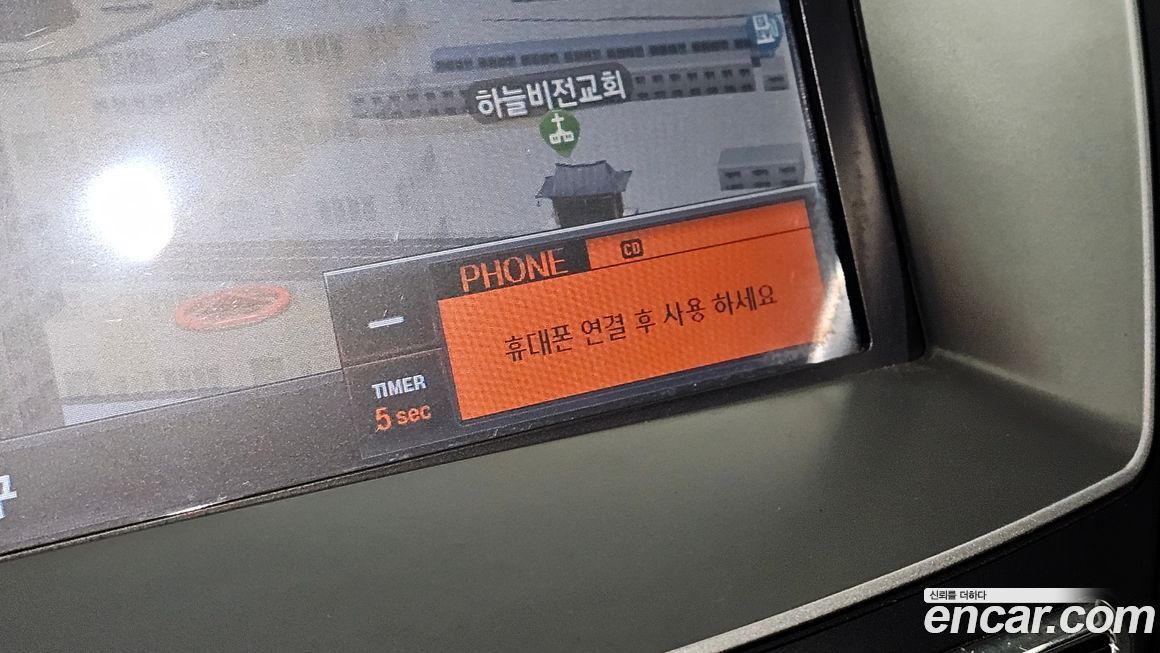 하늘비전교회
PHONE CD
휴대폰 연결 후 사용 하세요
TIMER
5 sec
신뢰를 더하다
encar.com